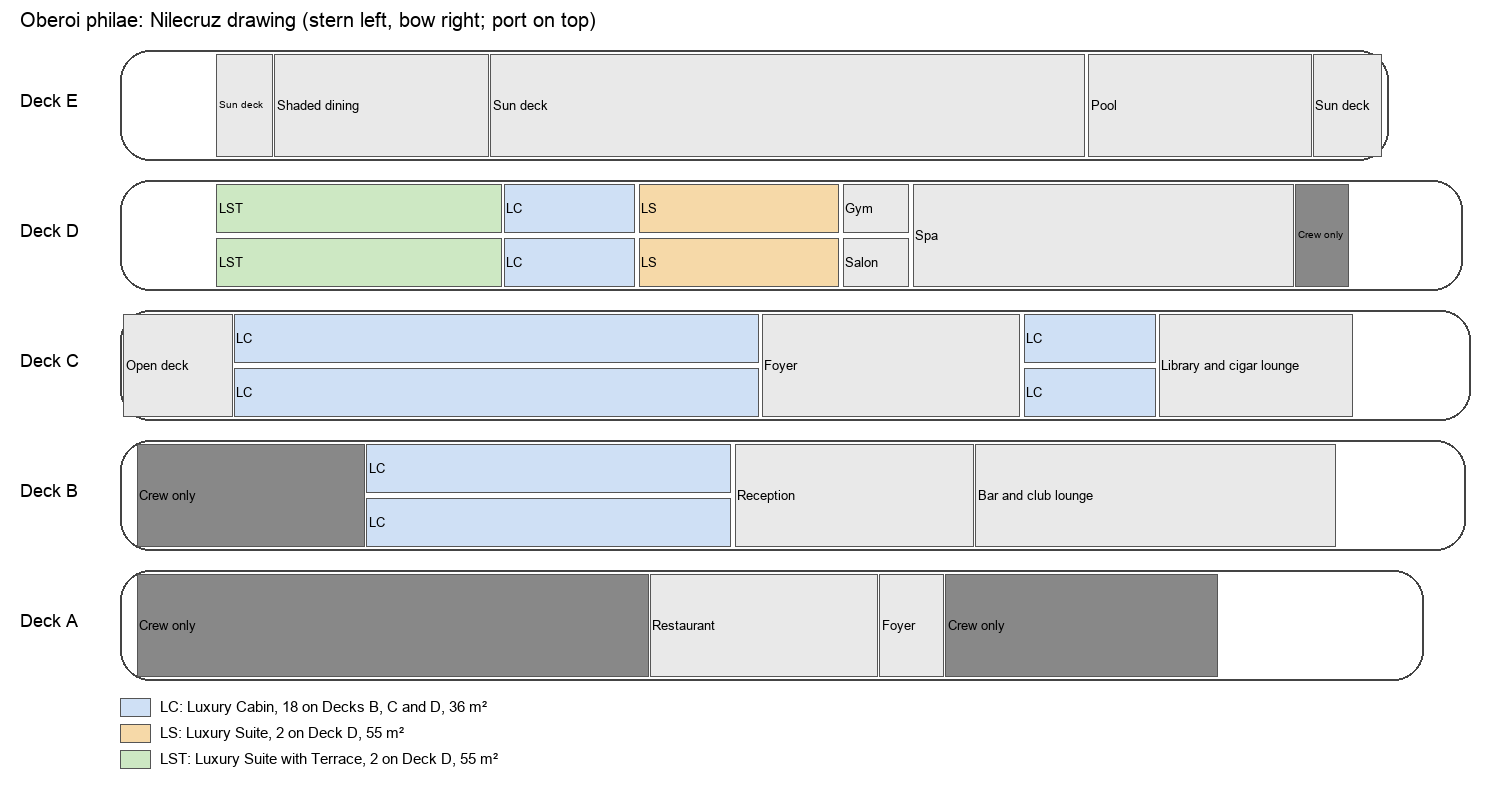 Oberoi philae: Nilecruz drawing (stern left, bow right; port on top)
Deck E
Sun deck
Shaded dining
Sun deck
Pool
Sun deck
Deck D
LST
LC
LS
Gym
LST
LC
LS
Salon
Spa
Crew only
Deck C
Open deck
LC
LC
Foyer
LC
LC
Library and cigar lounge
Deck B
Crew only
LC
LC
Reception
Bar and club lounge
Deck A
Crew only
Restaurant
Foyer
Crew only
LC: Luxury Cabin, 18 on Decks B, C and D, 36 m²
LS: Luxury Suite, 2 on Deck D, 55 m²
LST: Luxury Suite with Terrace, 2 on Deck D, 55 m²